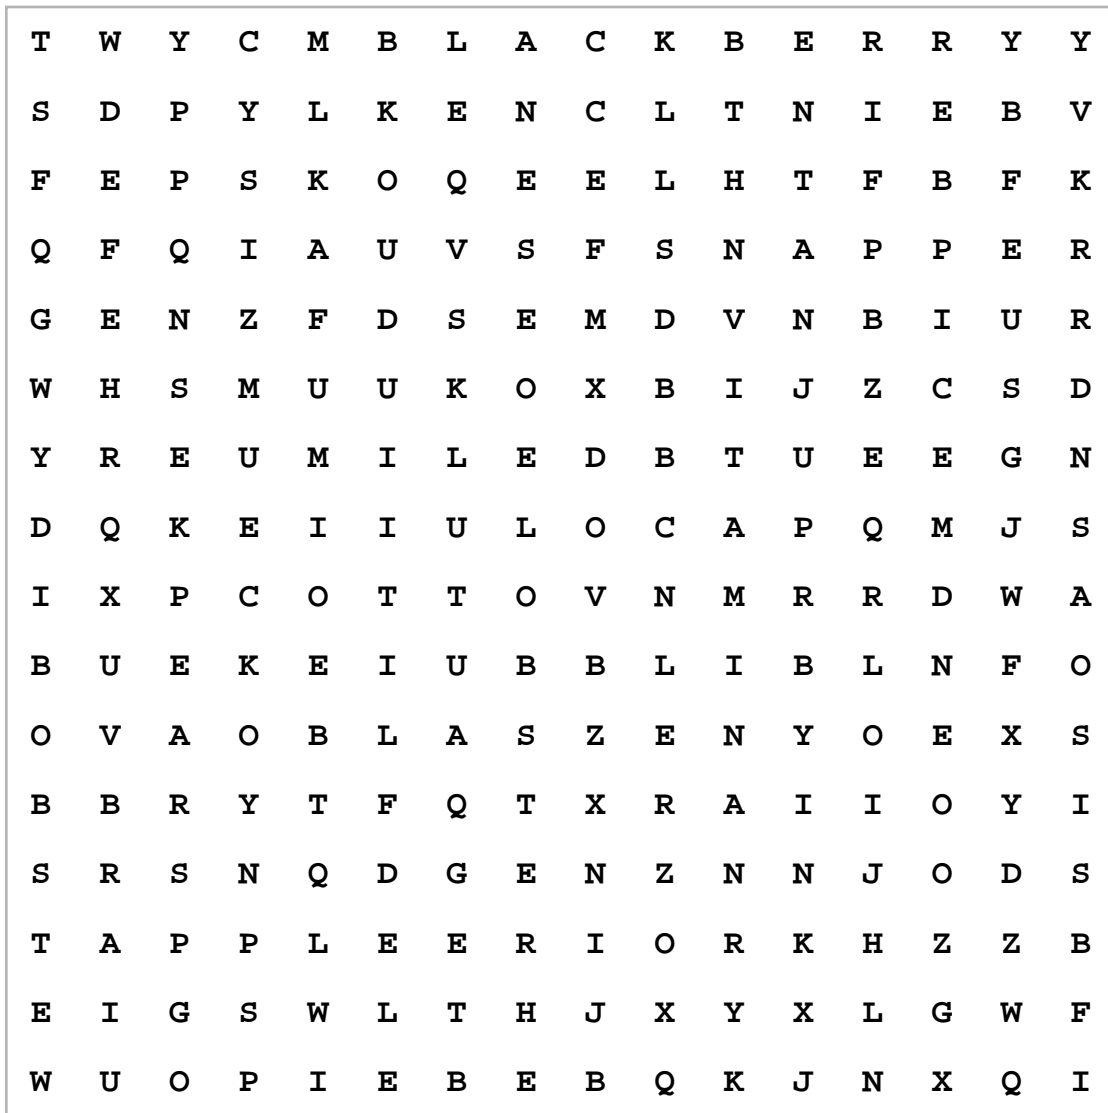 T W Y C M B L A C K B E R R Y Y
S D P Y L K E N C L T N I E B V
F E P S K O Q E E L H T F B F K
Q F Q I A U V S F S N A P P E R
G E N Z F D S E M D V N B I U R
W H S M U U K O X B I J Z C S D
Y R E U M I L E D B T U E E G N
D Q K E I I U L O C A P Q M J S
I X P C O T T O V N M R R D W A
B U E K E I U B B L I B L N F O
O V A O B L A S Z E N Y O E X S
B B R Y T F Q T X R A I I O Y I
S R S N Q D G E N Z N N J O D S
T A P P L E E R I O R K H Z Z B
E I G S W L T H J X Y X L G W F
W U O P I E B E B Q K J N X Q I